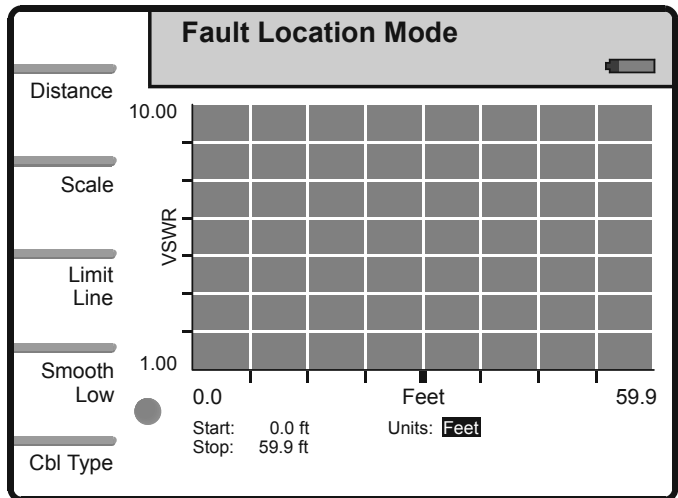 Fault Location Mode
Distance
Scale
Limit
Line
Smooth
Low
Cbl Type
10.00
VSWR
1.00
0.0 Feet 59.9
Start: 0.0 ft Units: Feet
Stop: 59.9 ft